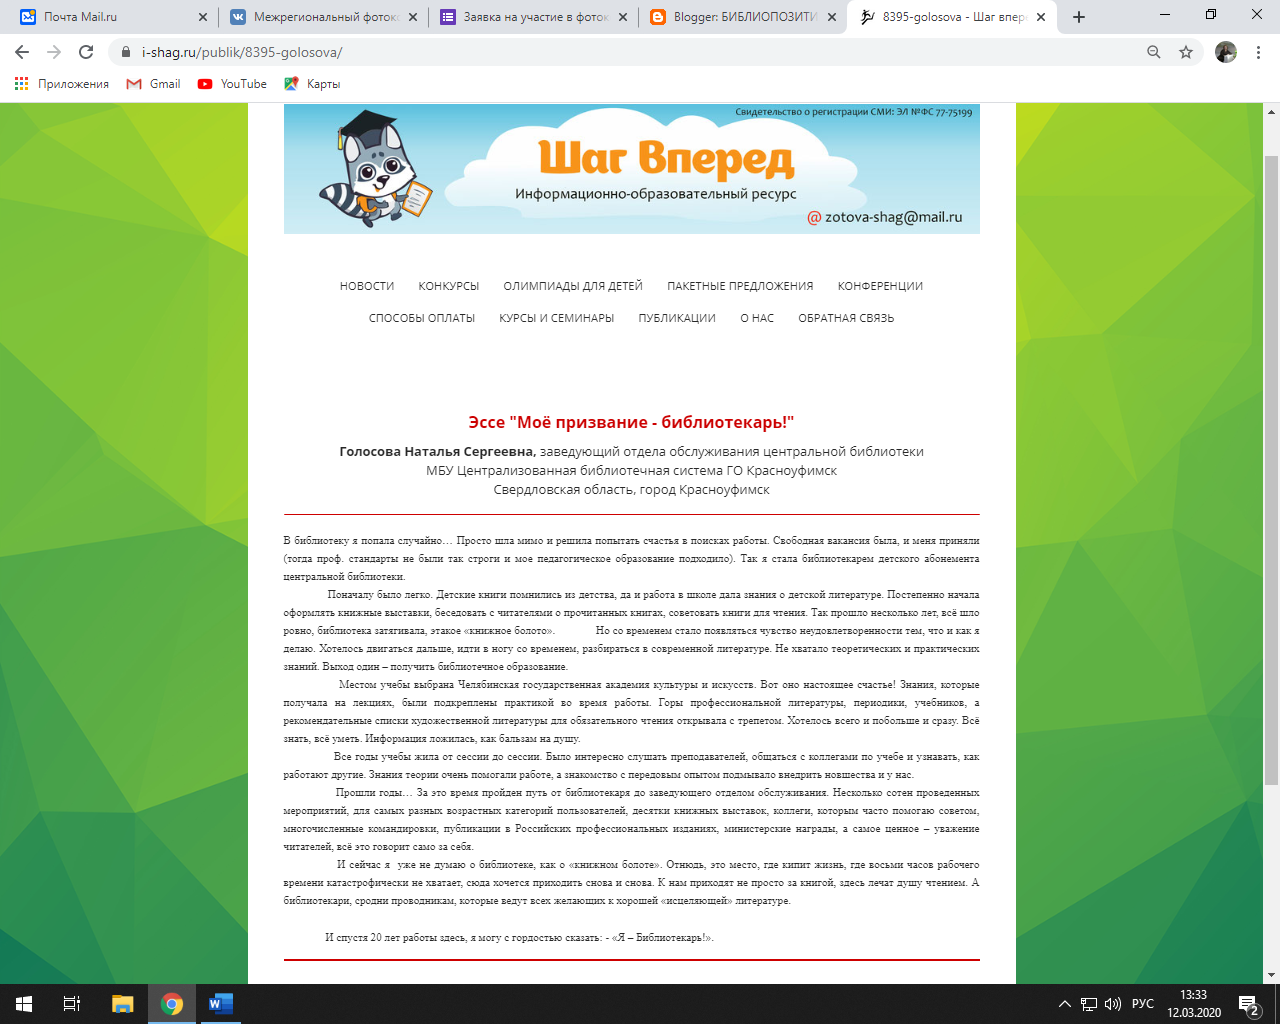 Почта Mail.ru
Межрегиональный фотоко
Заявка на участие в фоток
Blogger: БИБЛИОПОЗИТИ
8395-golosova - Шаг впере
i-shag.ru/publik/8395-golosova/
Приложения
Gmail
YouTube
Карты
Свидетельство о регистрации СМИ: ЭЛ №ФС 77-75199
Шаг Вперед
Информационно-образовательный ресурс
@ zotova-shag@mail.ru
НОВОСТИ КОНКУРСЫ ОЛИМПИАДЫ ДЛЯ ДЕТЕЙ ПАКЕТНЫЕ ПРЕДЛОЖЕНИЯ КОНФЕРЕНЦИИ
СПОСОБЫ ОПЛАТЫ КУРСЫ И СЕМИНАРЫ ПУБЛИКАЦИИ О НАС ОБРАТНАЯ СВЯЗЬ
Эссе "Моё призвание - библиотекарь!"
Голосова Наталья Сергеевна, заведующий отдела обслуживания центральной библиотеки
МБУ Централизованная библиотечная система ГО Красноуфимск
Свердловская область, город Красноуфимск
В библиотеку я попала случайно… Просто шла мимо и решила попытать счастья в поисках работы. Свободная вакансия была, и меня приняли
(тогда проф. стандарты не были так строги и мое педагогическое образование подходило). Так я стала библиотекарем детского абонемента
центральной библиотеки.
Поначалу было легко. Детские книги помнились из детства, да и работа в школе дала знания о детской литературе. Постепенно начала
оформлять книжные выставки, беседовать с читателями о прочитанных книгах, советовать книги для чтения. Так прошло несколько лет, всё шло
ровно, библиотека затягивала, этакое «книжное болото». Но со временем стало появляться чувство неудовлетворенности тем, что и как я
делаю. Хотелось двигаться дальше, идти в ногу со временем, разбираться в современной литературе. Не хватало теоретических и практических
знаний. Выход один – получить библиотечное образование.
Местом учебы выбрана Челябинская государственная академия культуры и искусств. Вот оно настоящее счастье! Знания, которые
получала на лекциях, были подкреплены практикой во время работы. Горы профессиональной литературы, периодики, учебников, а
рекомендательные списки художественной литературы для обязательного чтения открывала с трепетом. Хотелось всего и побольше и сразу. Всё
знать, всё уметь. Информация ложилась, как бальзам на душу.
Все годы учебы жила от сессии до сессии. Было интересно слушать преподавателей, общаться с коллегами по учебе и узнавать, как
работают другие. Знания теории очень помогали работе, а знакомство с передовым опытом подмывало внедрить новшества и у нас.
Прошли годы… За это время пройден путь от библиотекаря до заведующего отделом обслуживания. Несколько сотен проведенных
мероприятий, для самых разных возрастных категорий пользователей, десятки книжных выставок, коллеги, которым часто помогаю советом,
многочисленные командировки, публикации в Российских профессиональных изданиях, министерские награды, а самое ценное – уважение
читателей, всё это говорит само за себя.
И сейчас я уже не думаю о библиотеке, как о «книжном болоте». Отнюдь, это место, где кипит жизнь, где восьми часов рабочего
времени катастрофически не хватает, сюда хочется приходить снова и снова. К нам приходят не просто за книгой, здесь лечат душу чтением. А
библиотекари, сродни проводникам, которые ведут всех желающих к хорошей «исцеляющей» литературе.
И спустя 20 лет работы здесь, я могу с гордостью сказать: - «Я – Библиотекарь!».
РУС
13:33
12.03.2020
2